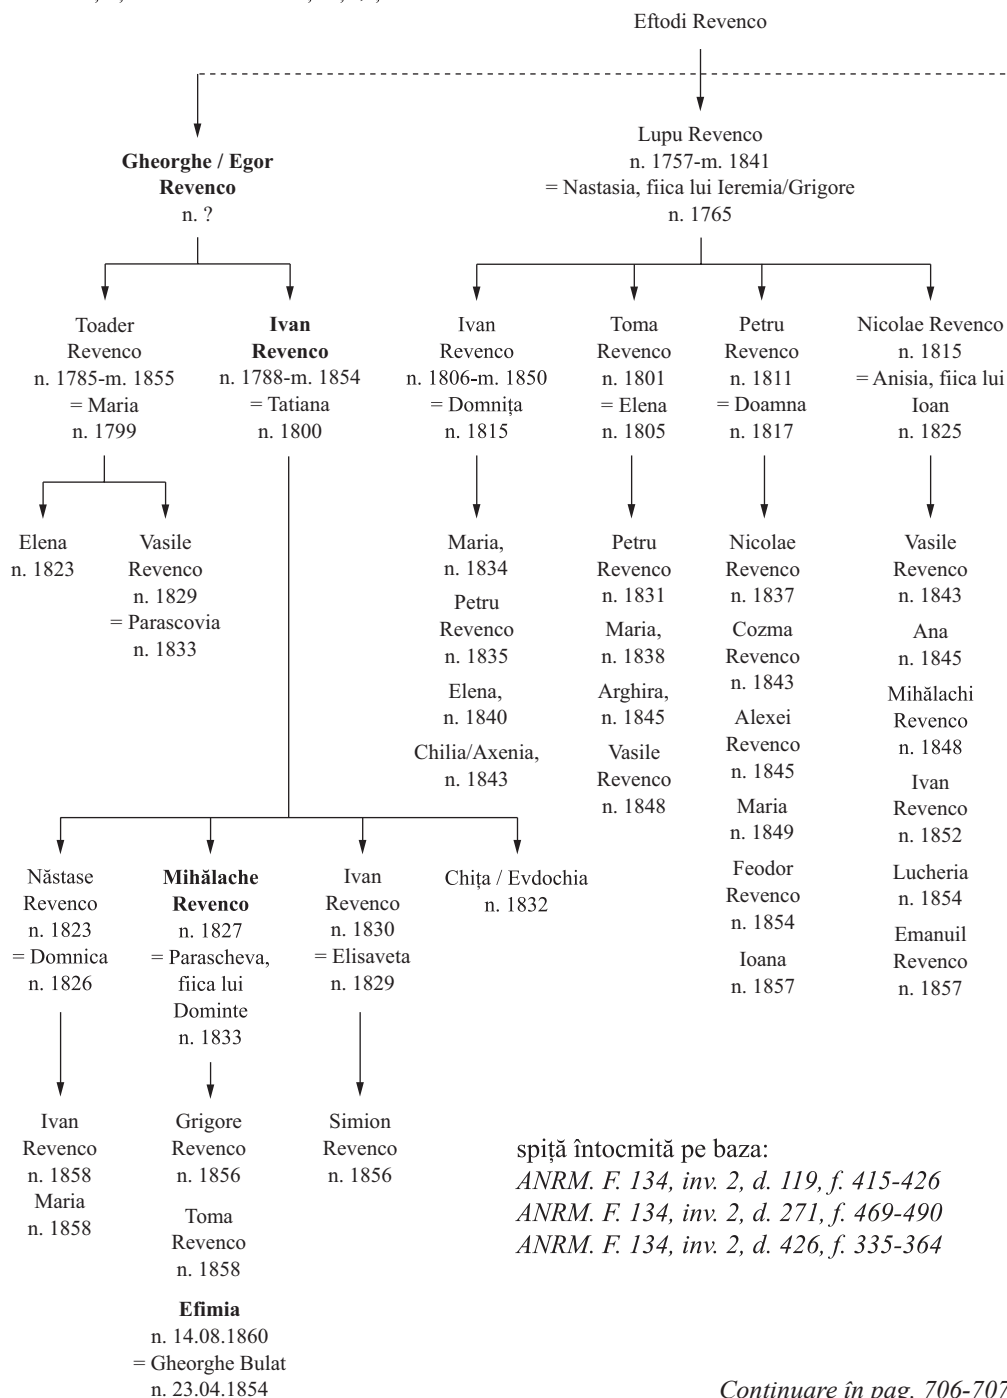 Eftodi Revenco
Gheorghe / Egor
Revenco
n. ?
Lupu Revenco
n. 1757-m. 1841
= Nastasia, fiica lui Ieremia/Grigore
n. 1765
Toader
Revenco
n. 1785-m. 1855
= Maria
n. 1799
Ivan
Revenco
n. 1788-m. 1854
= Tatiana
n. 1800
Ivan
Revenco
n. 1806-m. 1850
= Domnița
n. 1815
Toma
Revenco
n. 1801
= Elena
n. 1805
Petru
Revenco
n. 1811
= Doamna
n. 1817
Nicolae Revenco
n. 1815
= Anisia, fiica lui
Ioan
n. 1825
Elena
n. 1823
Vasile
Revenco
n. 1829
= Parascovia
n. 1833
Maria,
n. 1834
Petru
Revenco
n. 1835
Elena,
n. 1840
Chilia/Axenia,
n. 1843
Petru
Revenco
n. 1831
Maria,
n. 1838
Arghira,
n. 1845
Vasile
Revenco
n. 1848
Nicolae
Revenco
n. 1837
Cozma
Revenco
n. 1843
Alexei
Revenco
n. 1845
Maria
n. 1849
Feodor
Revenco
n. 1854
Ioana
n. 1857
Vasile
Revenco
n. 1843
Ana
n. 1845
Mihălachi
Revenco
n. 1848
Ivan
Revenco
n. 1852
Lucheria
n. 1854
Emanuil
Revenco
n. 1857
Năstase
Revenco
n. 1823
= Domnica
n. 1826
Mihălache
Revenco
n. 1827
= Parascheva,
fiica lui
Dominte
n. 1833
Ivan
Revenco
n. 1830
= Elisaveta
n. 1829
Chița / Evdochia
n. 1832
Ivan
Revenco
n. 1858
Maria
n. 1858
Grigore
Revenco
n. 1856
Toma
Revenco
n. 1858
Efimia
n. 14.08.1860
= Gheorghe Bulat
n. 23.04.1854
Simion
Revenco
n. 1856
spiță întocmită pe baza:
ANRM. F. 134, inv. 2, d. 119, f. 415-426
ANRM. F. 134, inv. 2, d. 271, f. 469-490
ANRM. F. 134, inv. 2, d. 426, f. 335-364
Continuare în pag. 706-707